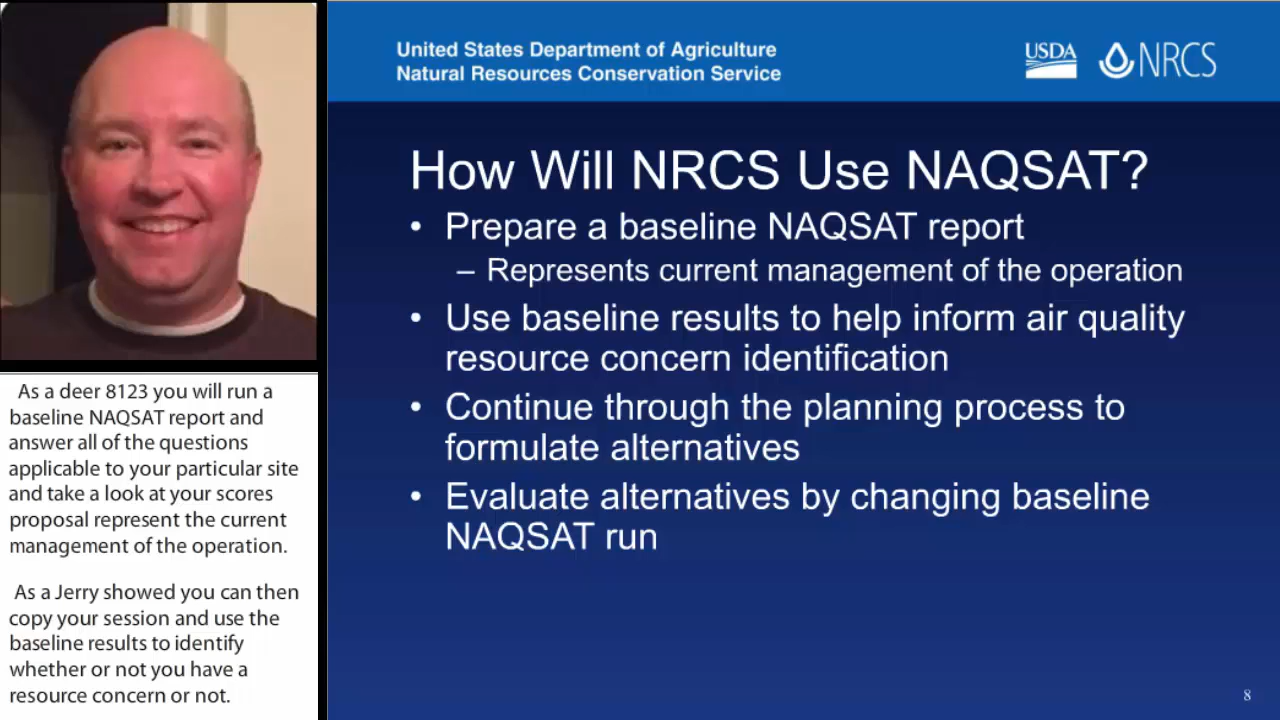 United States Department of Agriculture
Natural Resources Conservation Service
USDA
NRCS
How Will NRCS Use NAQSAT?
• Prepare a baseline NAQSAT report
– Represents current management of the operation
• Use baseline results to help inform air quality
resource concern identification
• Continue through the planning process to
formulate alternatives
• Evaluate alternatives by changing baseline
NAQSAT run
8
As a deer 8123 you will run a
baseline NAQSAT report and
answer all of the questions
applicable to your particular site
and take a look at your scores
proposal represent the current
management of the operation.
As a Jerry showed you can then
copy your session and use the
baseline results to identify
whether or not you have a
resource concern or not.